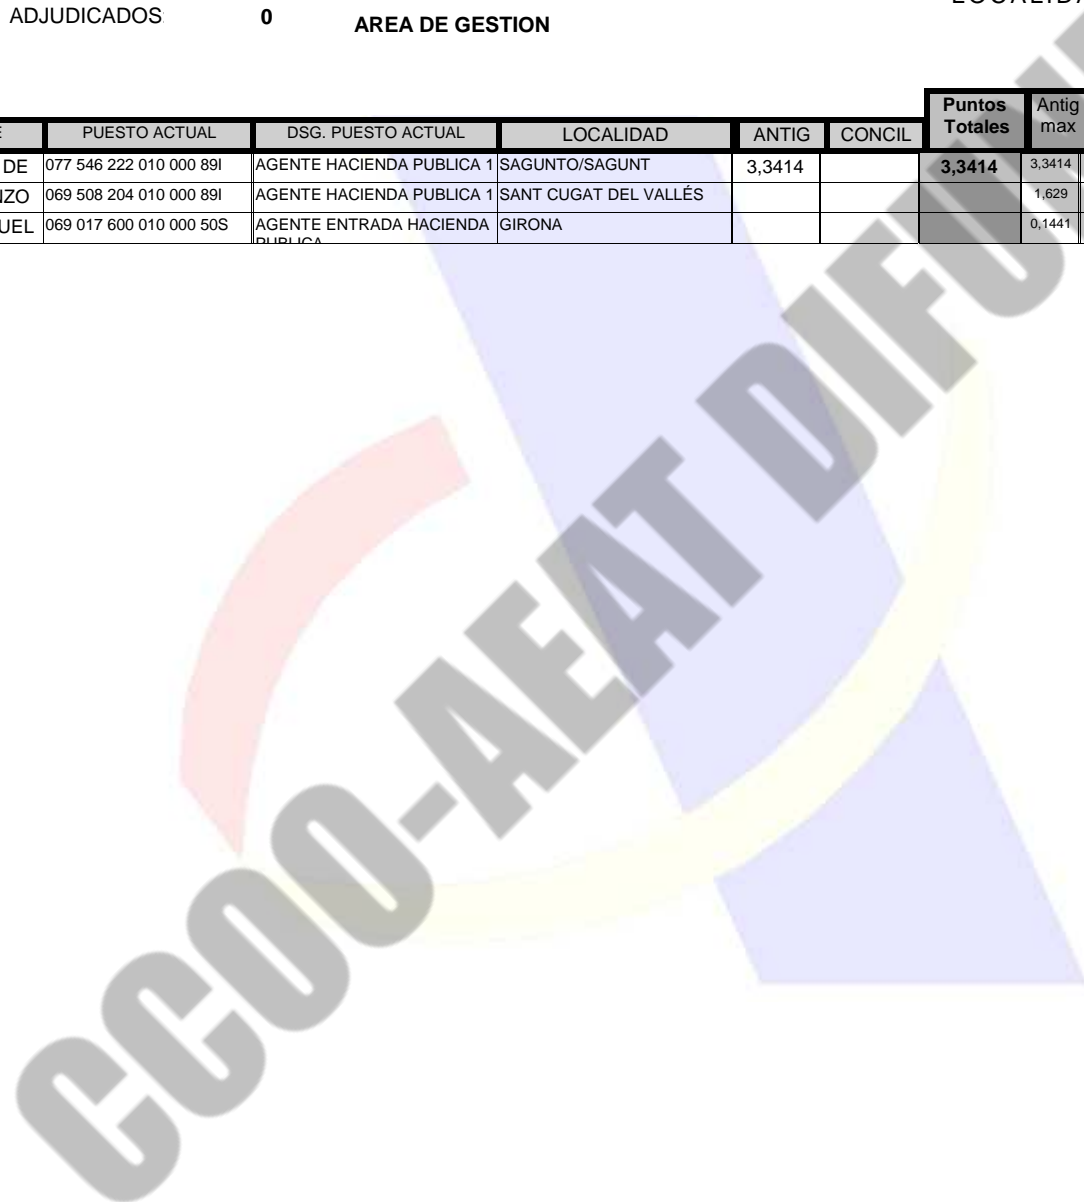 ADJUDICADOS: 0 AREA DE GESTION
PUESTO ACTUAL DSG. PUESTO ACTUAL LOCALIDAD ANTIG CONCIL Puntos Totales Antig max
DE 077 546 222 010 000 89I AGENTE HACIENDA PUBLICA 1 SAGUNTO/SAGUNT 3,3414 3,3414 3,3414
NZO 069 508 204 010 000 89I AGENTE HACIENDA PUBLICA 1 SANT CUGAT DEL VALLÉS 1,629
UEL 069 017 600 010 000 50S AGENTE ENTRADA HACIENDA PUBLICA GIRONA 0,1441
CCOO-AEAT DIFUN